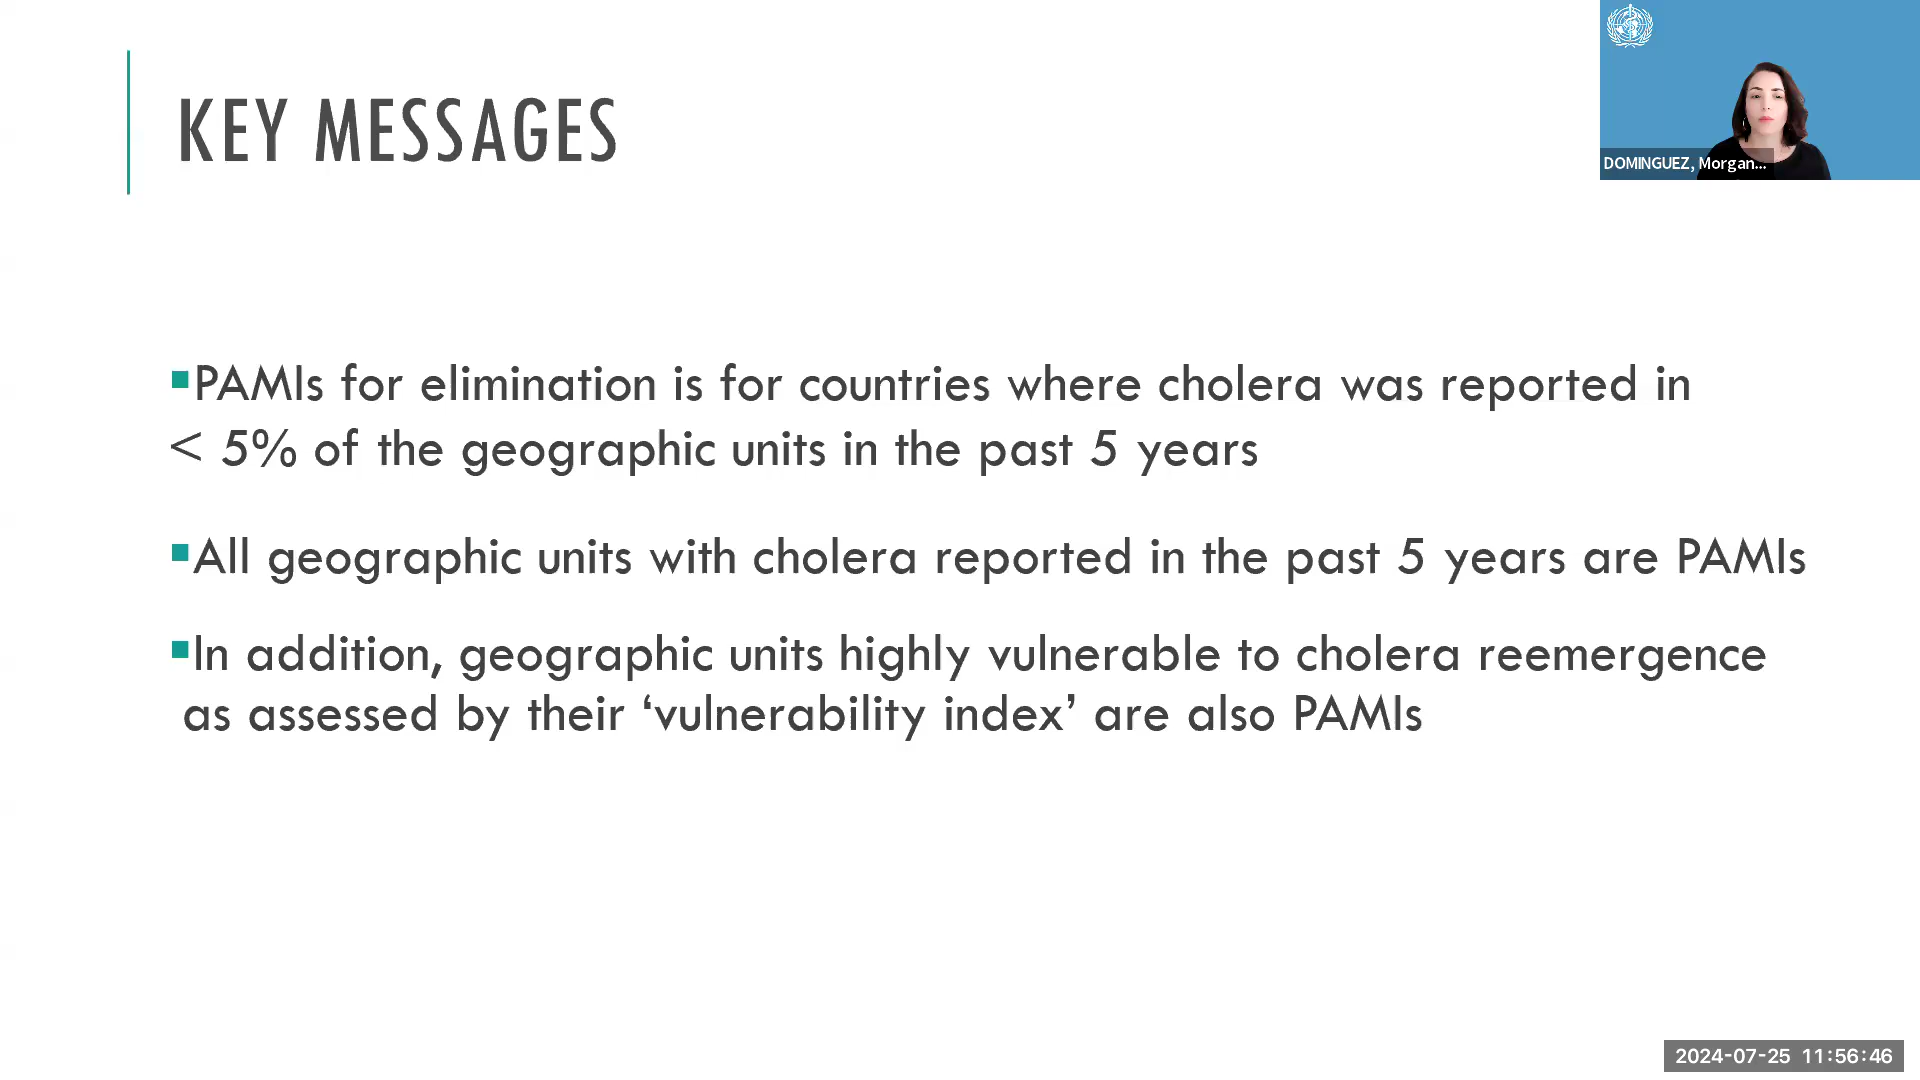 KEY MESSAGES
DOMINGUEZ, Morgan...
▪PAMIs for elimination is for countries where cholera was reported in
< 5% of the geographic units in the past 5 years
▪All geographic units with cholera reported in the past 5 years are PAMIs
▪In addition, geographic units highly vulnerable to cholera reemergence
as assessed by their ‘vulnerability index’ are also PAMIs
2024-07-25 11:56:46